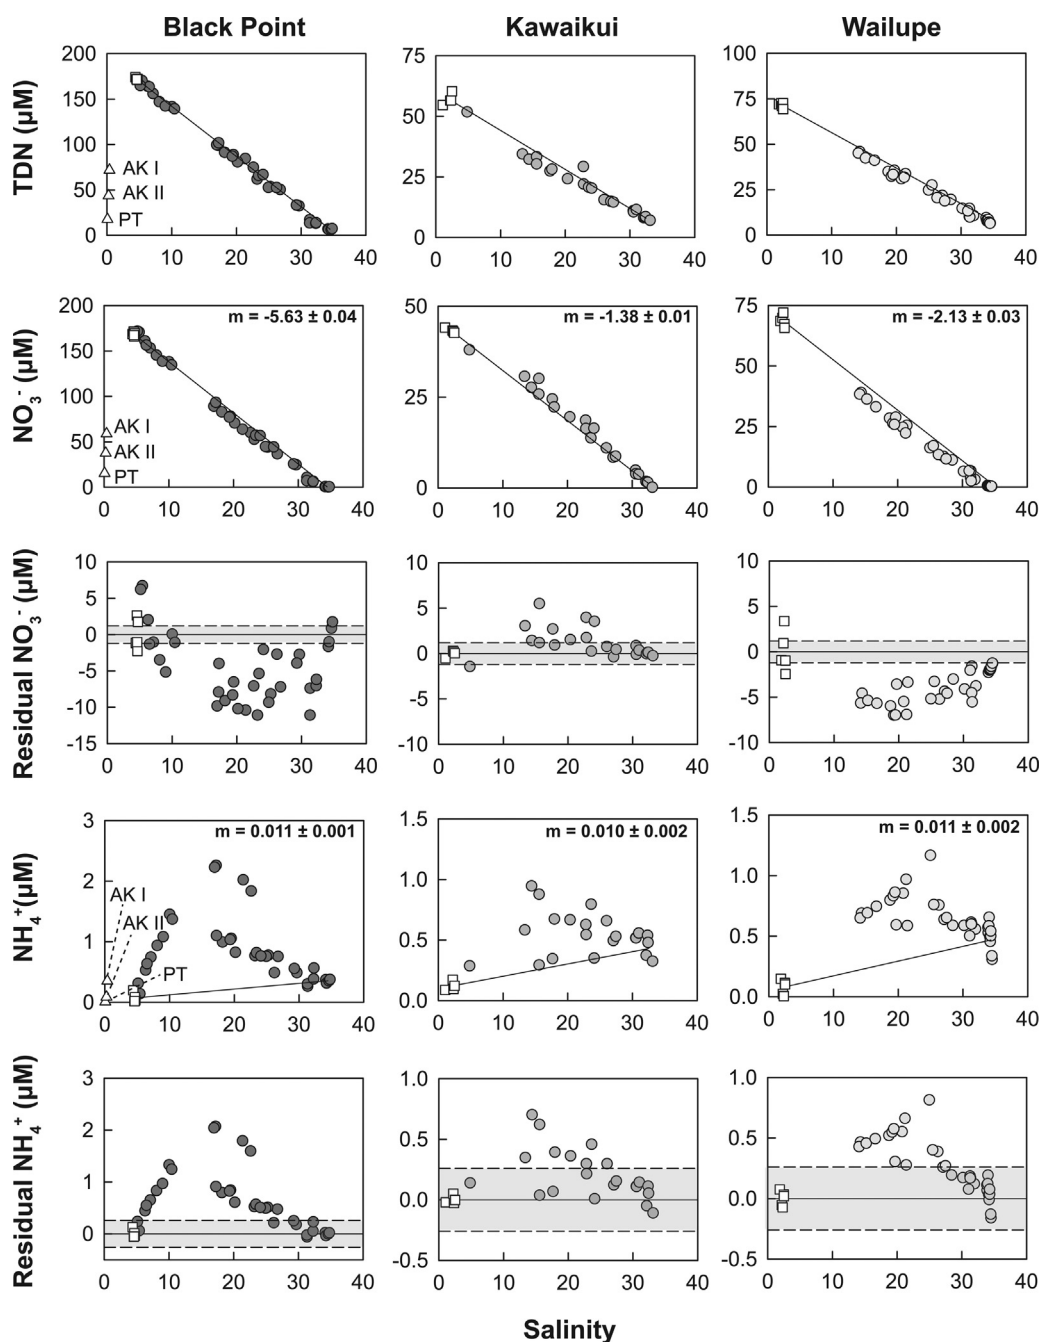 Black Point Kawaikui Wailupe
TDN (µM)
200
150
100
50
0
AK I
AK II
PT
0 10 20 30 40
75
50
25
0
0 10 20 30 40
100
75
50
25
0
0 10 20 30 40
NO₃⁻ (µM)
200
150
100
50
0
m = -5.63 ± 0.04
AK I
AK II
PT
0 10 20 30 40
50
25
0
m = -1.38 ± 0.01
0 10 20 30 40
75
50
25
0
m = -2.13 ± 0.03
0 10 20 30 40
Residual NO₃⁻ (µM)
10
5
0
-5
-10
-15
0 10 20 30 40
10
5
0
-5
-10
0 10 20 30 40
10
5
0
-5
-10
0 10 20 30 40
NH₄⁺(µM)
3
2
1
0
m = 0.011 ± 0.001
AK I
AK II
PT
0 10 20 30 40
1.5
1.0
0.5
0.0
m = 0.010 ± 0.002
0 10 20 30 40
1.5
1.0
0.5
0.0
m = 0.011 ± 0.002
0 10 20 30 40
Residual NH₄⁺ (µM)
3
2
1
0
0 10 20 30 40
1.0
0.5
0.0
-0.5
0 10 20 30 40
1.0
0.5
0.0
-0.5
0 10 20 30 40
Salinity